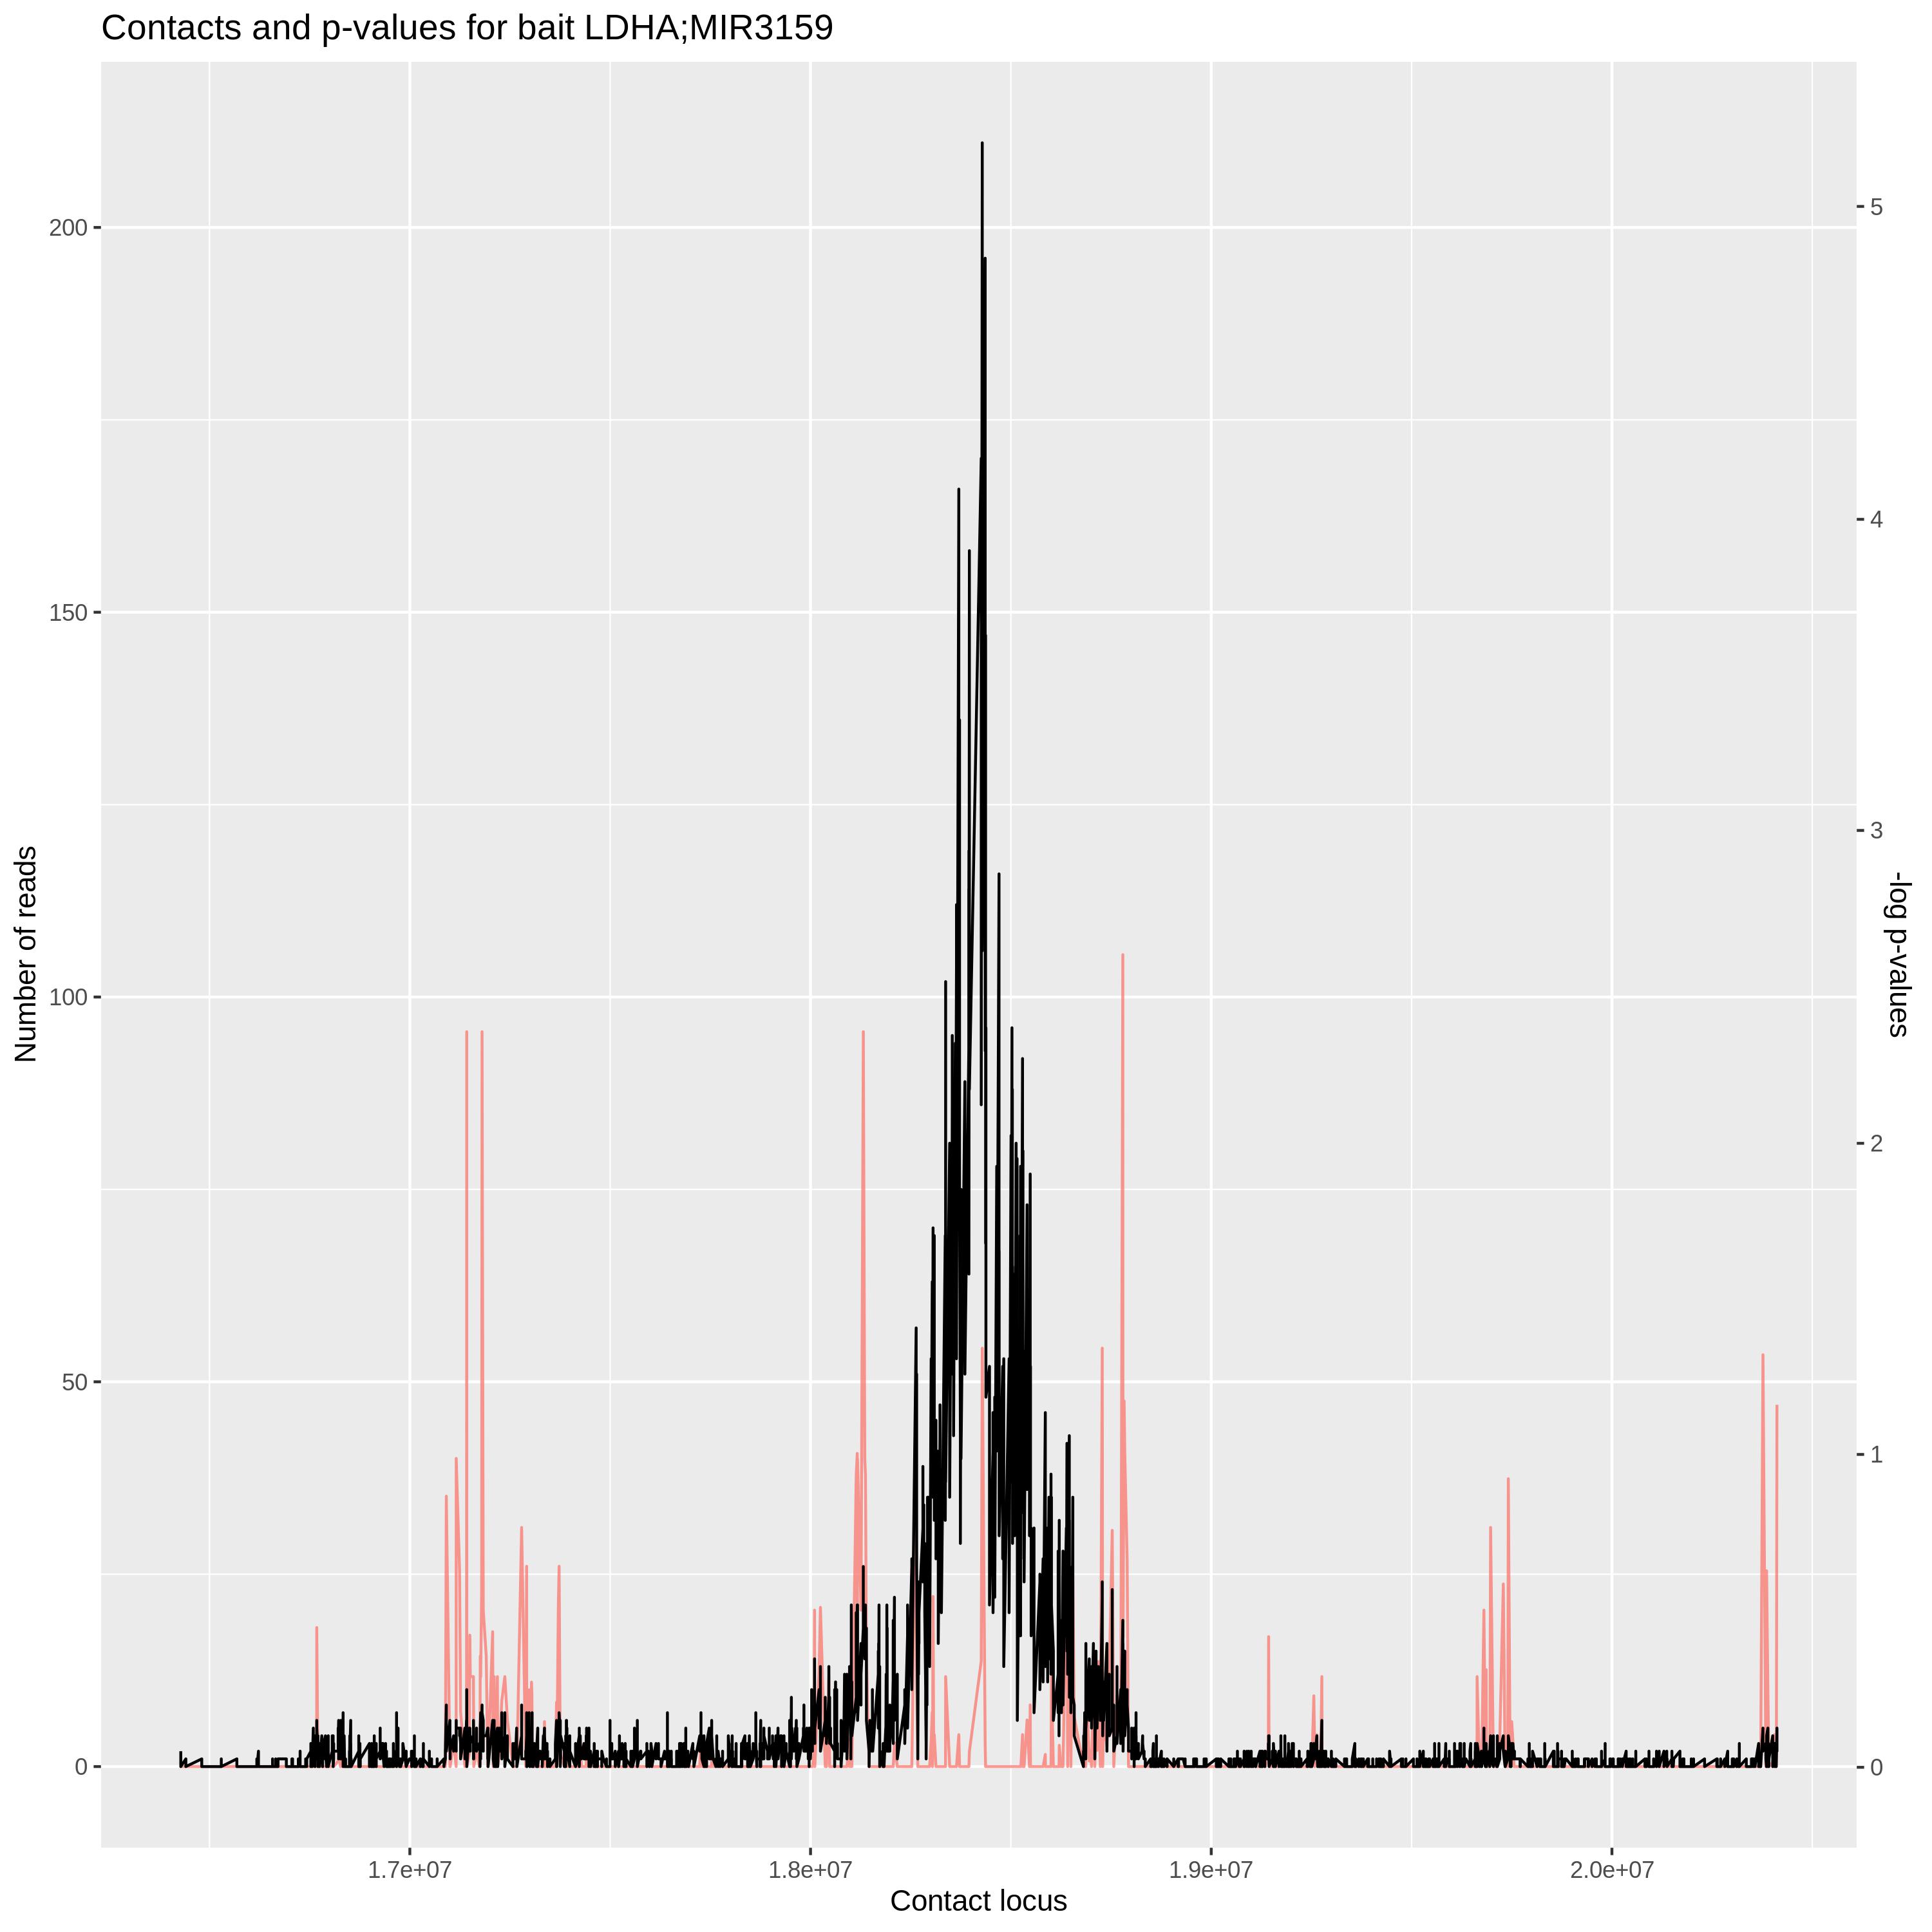 Contacts and p-values for bait LDHA;MIR3159
Number of reads
200
150
100
50
0
5
4
3
2
1
0
-log p-values
1.7e+07
1.8e+07
1.9e+07
2.0e+07
Contact locus